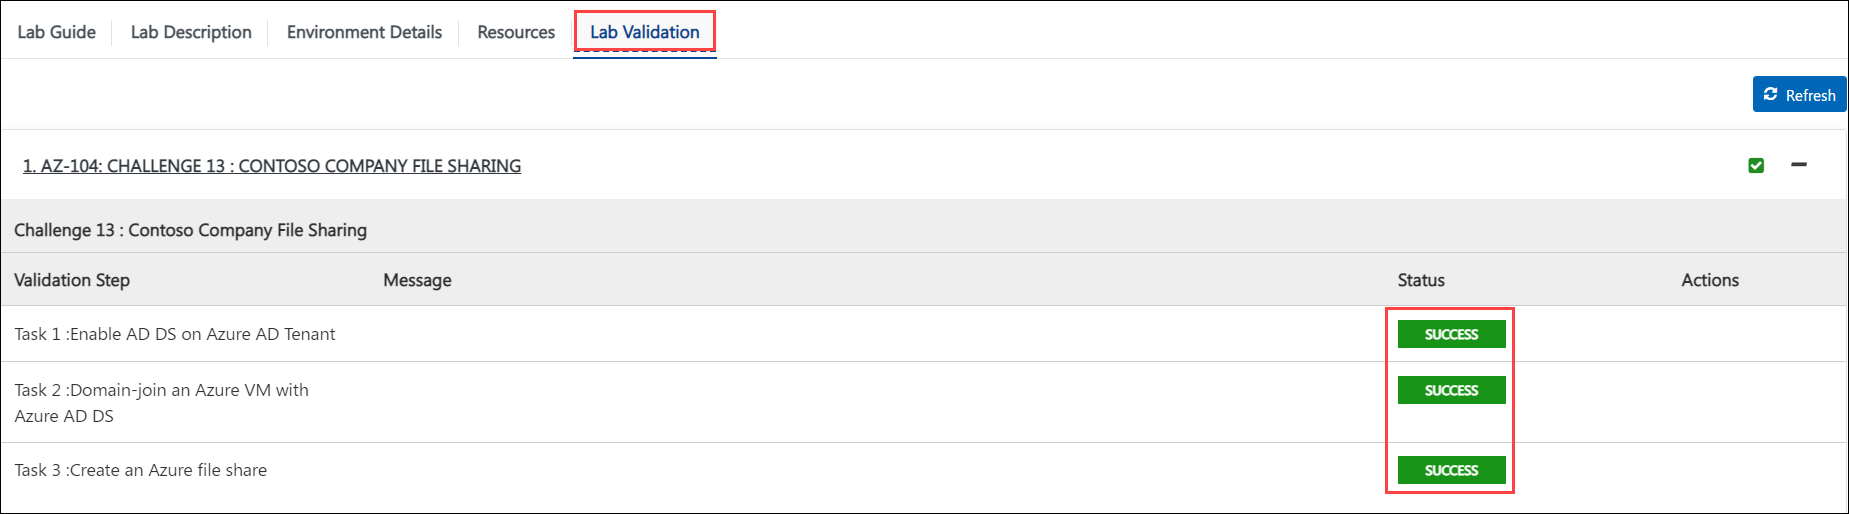 Lab Guide Lab Description Environment Details Resources Lab Validation
Refresh
1. AZ-104: CHALLENGE 13 : CONTOSO COMPANY FILE SHARING
Challenge 13 : Contoso Company File Sharing
Validation Step Message Status Actions
Task 1 :Enable AD DS on Azure AD Tenant SUCCESS
Task 2 :Domain-join an Azure VM with SUCCESS
Azure AD DS
Task 3 :Create an Azure file share SUCCESS